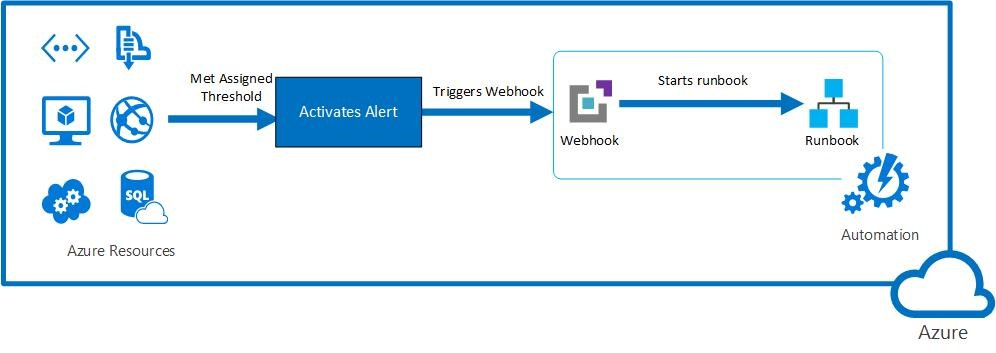 Met Assigned
Threshold
Activates Alert
Triggers Webhook
Starts runbook
Webhook
Runbook
SQL
Azure Resources
Automation
Azure